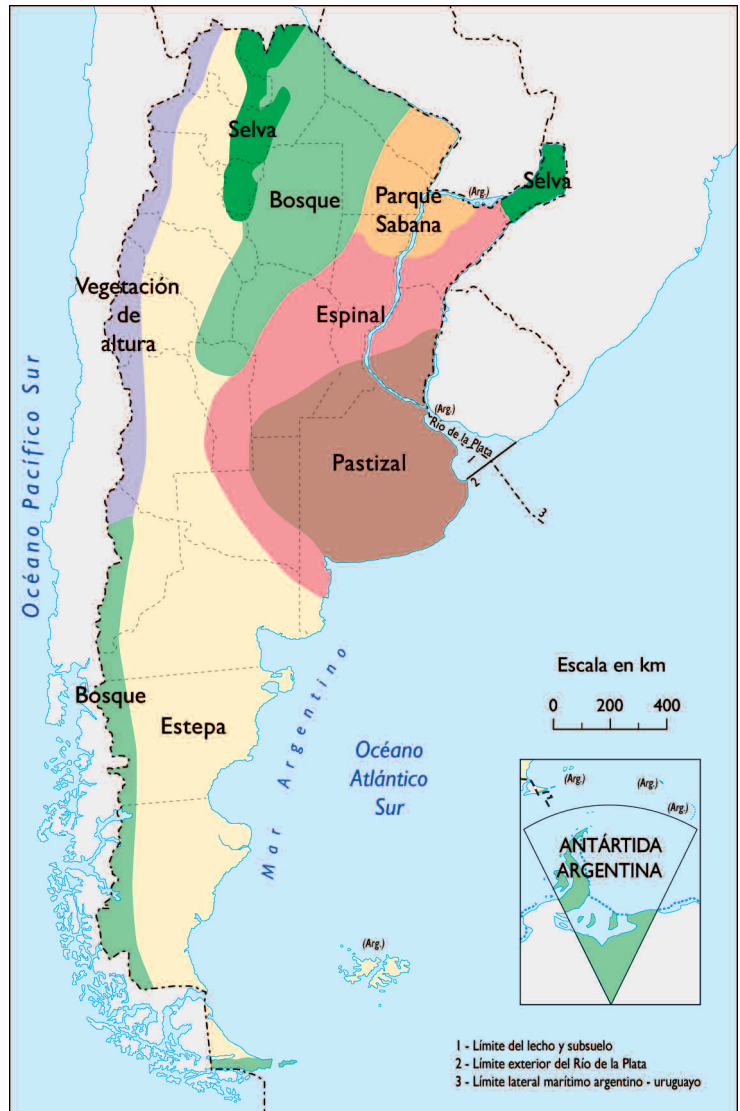 Selva
Bosque
Parque
Sabana
(Arg.)
Selva
Vegetación
de
altura
Espinal
(Arg.)
Río de la Plata
1
2
3
Pastizal
Océano Pacífico Sur
Bosque
Estepa
Mar Argentino
Océano
Atlántico
Sur
Escala en km
0 200 400
(Arg.)
(Arg.)
(Arg.)
ANTÁRTIDA
ARGENTINA
(Arg.)
1 - Límite del lecho y subsuelo
2 - Límite exterior del Río de la Plata
3 - Límite lateral marítimo argentino - uruguayo